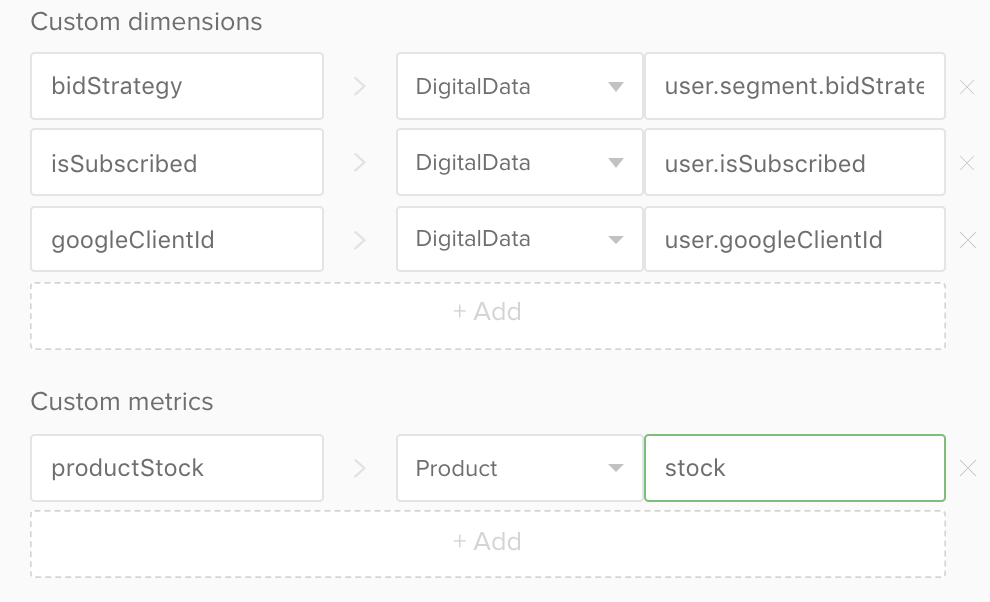 Custom dimensions
bidStrategy > DigitalData user.segment.bidStrate
isSubscribed > DigitalData user.isSubscribed
googleClientId > DigitalData user.googleClientId
+ Add
Custom metrics
productStock > Product stock
+ Add